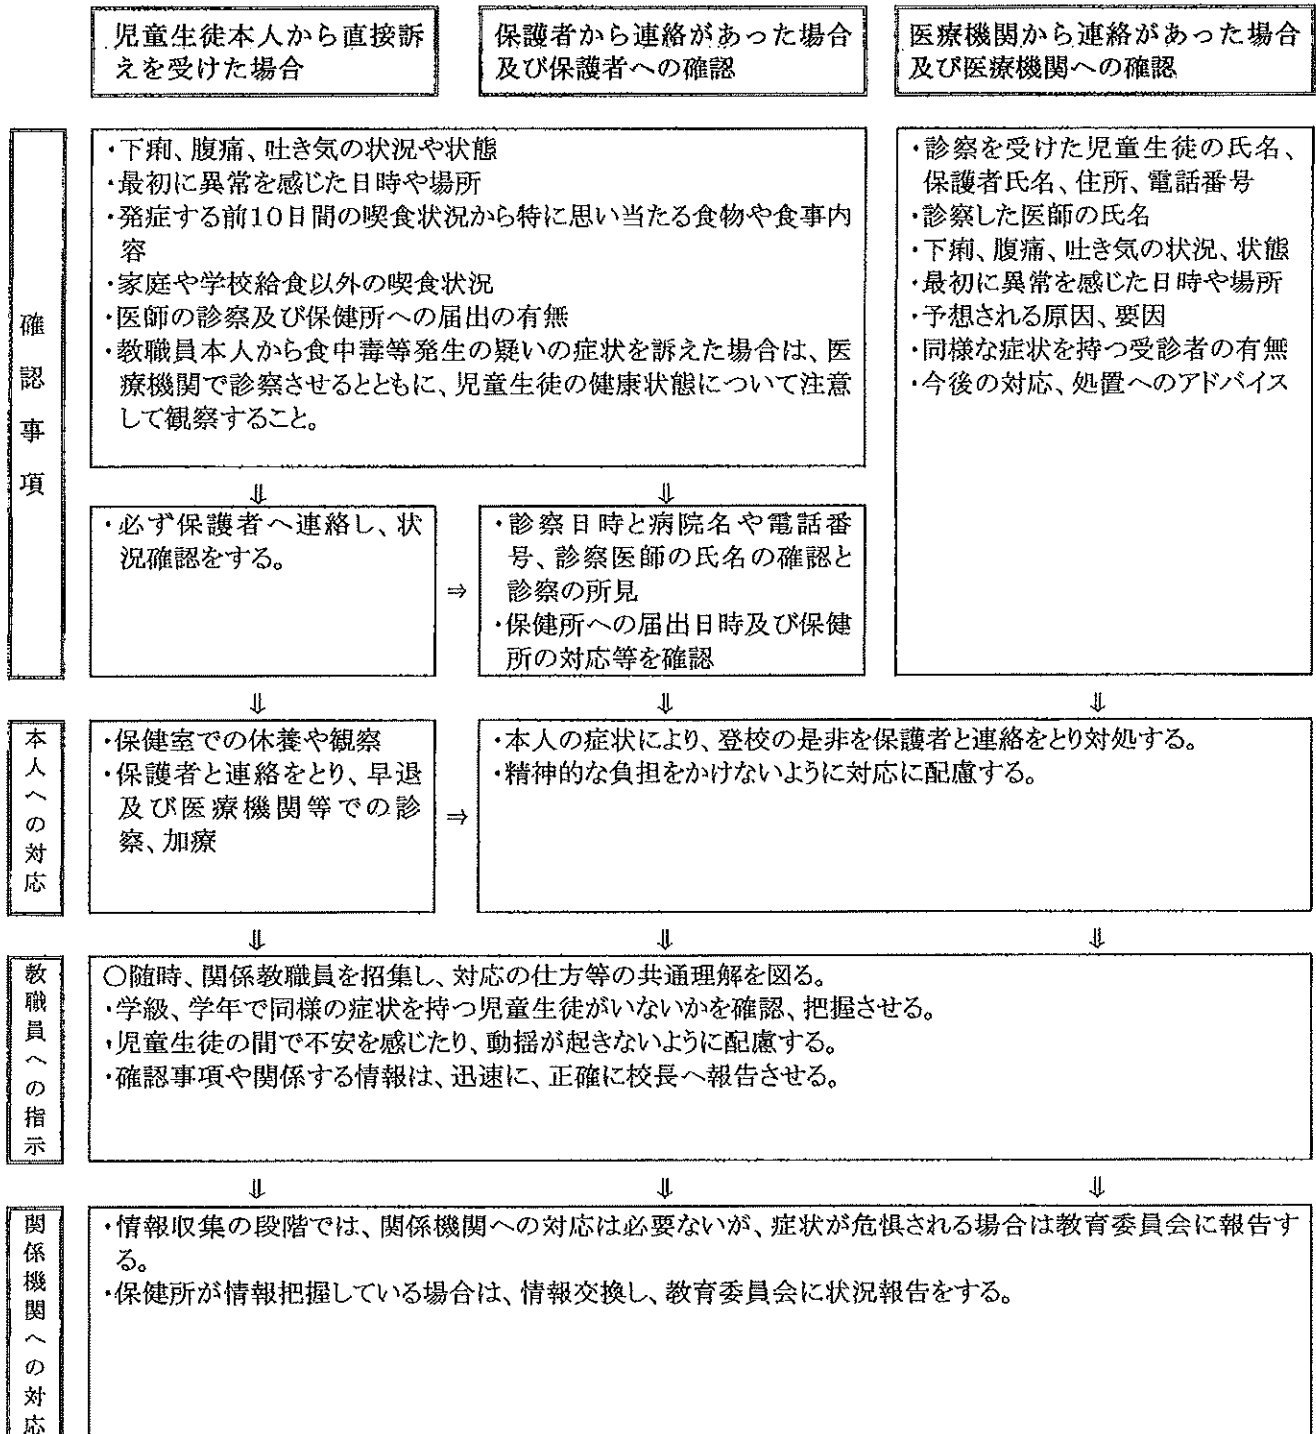 児童生徒本人から直接訴
えを受けた場合
保護者から連絡があった場合
及び保護者への確認
医療機関から連絡があった場合
及び医療機関への確認
確認事項
・下痢、腹痛、吐き気の状況や状態
・最初に異常を感じた日時や場所
・発症する前10日間の喫食状況から特に思い当たる食物や食事内
容
・家庭や学校給食以外の喫食状況
・医師の診察及び保健所への届出の有無
・教職員本人から食中毒等発生の疑いの症状を訴えた場合は、医
療機関で診察させるとともに、児童生徒の健康状態について注意
して観察すること。
・診察を受けた児童生徒の氏名、
保護者氏名、住所、電話番号
・診察した医師の氏名
・下痢、腹痛、吐き気の状況、状態
・最初に異常を感じた日時や場所
・予想される原因、要因
・同様な症状を持つ受診者の有無
・今後の対応、処置へのアドバイス
⇓ ⇓
・必ず保護者へ連絡し、状
況確認をする。
⇒
・診察日時と病院名や電話番
号、診察医師の氏名の確認と
診察の所見
・保健所への届出日時及び保健
所の対応等を確認
⇓ ⇓ ⇓
本人への対応
・保健室での休養や観察
・保護者と連絡をとり、早退
及び医療機関等での診
察、加療
⇒
・本人の症状により、登校の是非を保護者と連絡をとり対処する。
・精神的な負担をかけないように対応に配慮する。
⇓ ⇓ ⇓
教職員への指示
○随時、関係教職員を招集し、対応の仕方等の共通理解を図る。
・学級、学年で同様の症状を持つ児童生徒がいないかを確認、把握させる。
・児童生徒の間で不安を感じたり、動揺が起きないように配慮する。
・確認事項や関係する情報は、迅速に、正確に校長へ報告させる。
⇓ ⇓ ⇓
関係機関への対応
・情報収集の段階では、関係機関への対応は必要ないが、症状が危惧される場合は教育委員会に報告す
る。
・保健所が情報把握している場合は、情報交換し、教育委員会に状況報告をする。